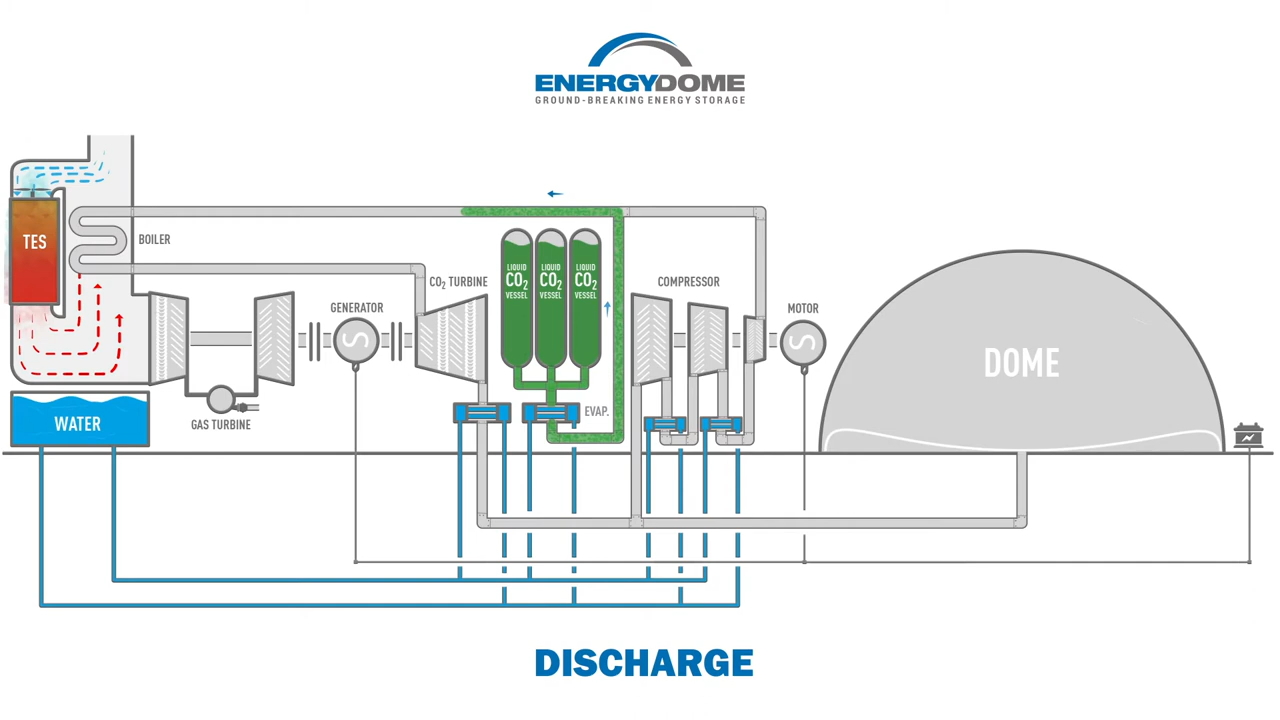 ENERGYDOME
GROUND-BREAKING ENERGY STORAGE
TES
BOILER
LIQUID
CO₂
VESSEL
LIQUID
CO₂
VESSEL
LIQUID
CO₂
VESSEL
CO₂ TURBINE
COMPRESSOR
GENERATOR
MOTOR
DOME
GAS TURBINE
EVAP.
WATER
DISCHARGE